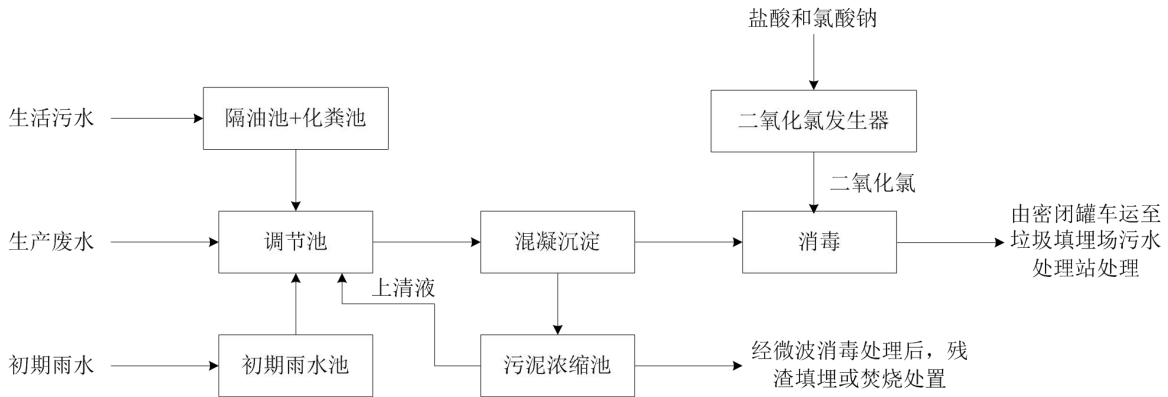 盐酸和氯酸钠
生活污水
隔油池+化粪池
二氧化氯发生器
二氧化氯
生产废水
调节池
混凝沉淀
消毒
由密闭罐车运至
垃圾填埋场污水
处理站处理
上清液
初期雨水
初期雨水池
污泥浓缩池
经微波消毒处理后，残
渣填埋或焚烧处置